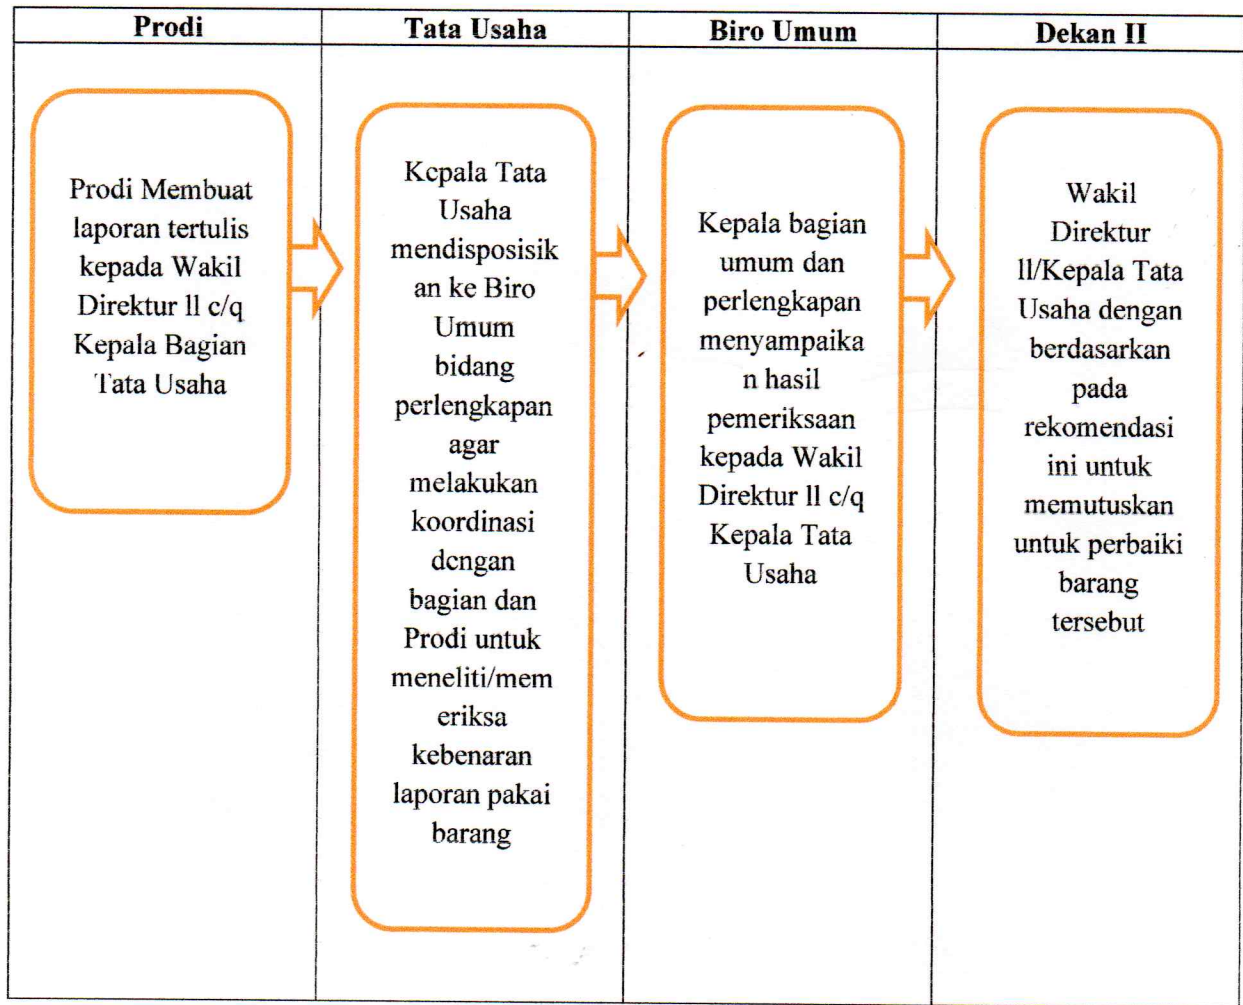 Prodi
Tata Usaha
Biro Umum
Dekan II
Prodi Membuat
laporan tertulis
kepada Wakil
Direktur ll c/q
Kepala Bagian
Tata Usaha
Kepala Tata
Usaha
mendisposisik
an ke Biro
Umum
bidang
perlengkapan
agar
melakukan
koordinasi
dengan
bagian dan
Prodi untuk
meneliti/mem
eriksa
kebenaran
laporan pakai
barang
Kepala bagian
umum dan
perlengkapan
menyampaika
n hasil
pemeriksaan
kepada Wakil
Direktur ll c/q
Kepala Tata
Usaha
Wakil
Direktur
ll/Kepala Tata
Usaha dengan
berdasarkan
pada
rekomendasi
ini untuk
memutuskan
untuk perbaiki
barang
tersebut